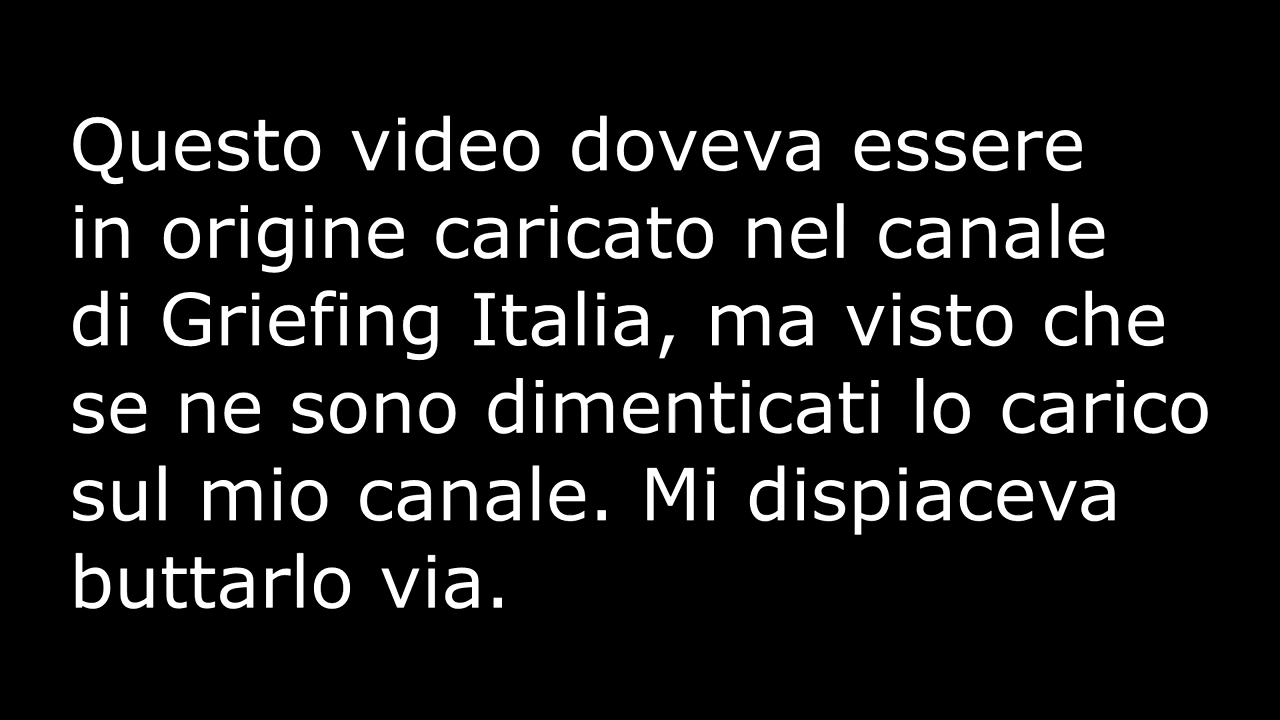 Questo video doveva essere
in origine caricato nel canale
di Griefing Italia, ma visto che
se ne sono dimenticati lo carico
sul mio canale. Mi dispiaceva
buttarlo via.